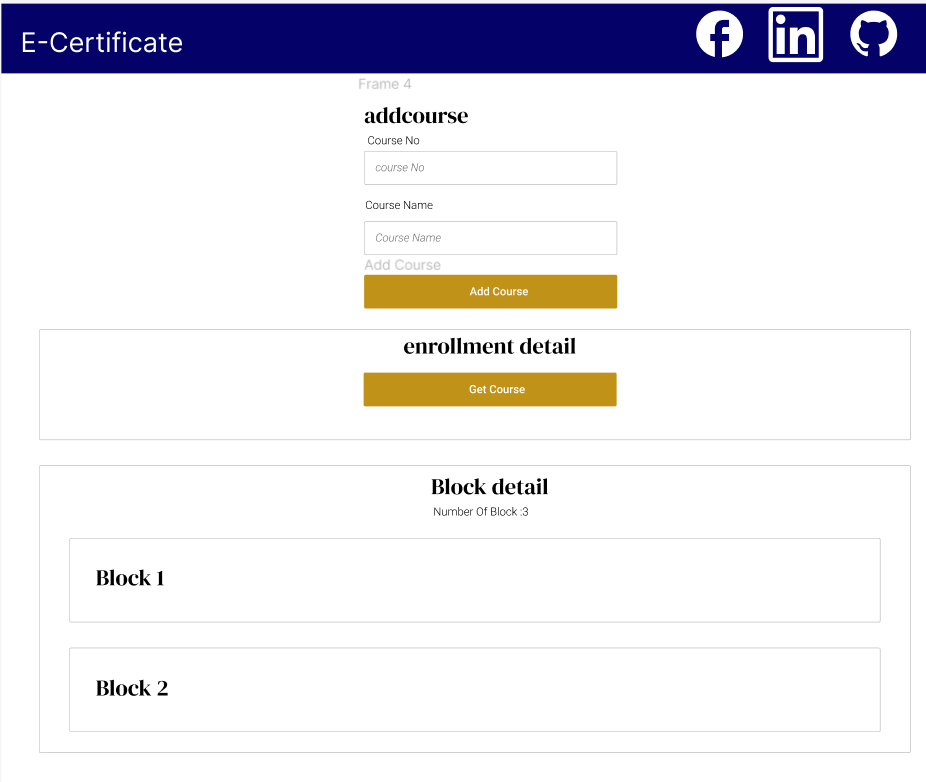 E-Certificate
Frame 4
addcourse
Course No
course No
Course Name
Course Name
Add Course
Add Course
enrollment detail
Get Course
Block detail
Number Of Block :3
Block 1
Block 2